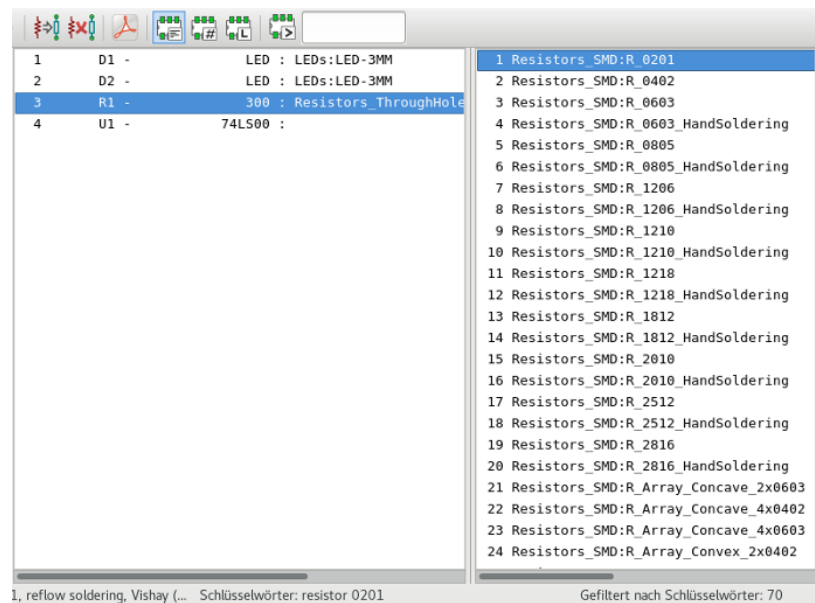 1 D1 - LED : LEDs:LED-3MM
2 D2 - LED : LEDs:LED-3MM
3 R1 - 300 : Resistors_ThroughHole
4 U1 - 74LS00 :
1 Resistors_SMD:R_0201
2 Resistors_SMD:R_0402
3 Resistors_SMD:R_0603
4 Resistors_SMD:R_0603_HandSoldering
5 Resistors_SMD:R_0805
6 Resistors_SMD:R_0805_HandSoldering
7 Resistors_SMD:R_1206
8 Resistors_SMD:R_1206_HandSoldering
9 Resistors_SMD:R_1210
10 Resistors_SMD:R_1210_HandSoldering
11 Resistors_SMD:R_1218
12 Resistors_SMD:R_1218_HandSoldering
13 Resistors_SMD:R_1812
14 Resistors_SMD:R_1812_HandSoldering
15 Resistors_SMD:R_2010
16 Resistors_SMD:R_2010_HandSoldering
17 Resistors_SMD:R_2512
18 Resistors_SMD:R_2512_HandSoldering
19 Resistors_SMD:R_2816
20 Resistors_SMD:R_2816_HandSoldering
21 Resistors_SMD:R_Array_Concave_2x0603
22 Resistors_SMD:R_Array_Concave_4x0402
23 Resistors_SMD:R_Array_Concave_4x0603
24 Resistors_SMD:R_Array_Convex_2x0402
1, reflow soldering, Vishay (... Schlüsselwörter: resistor 0201 Gefiltert nach Schlüsselwörter: 70